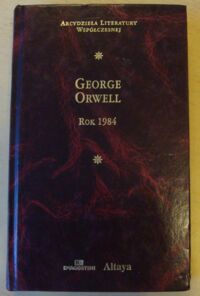 Arcydzieła Literatury
Współczesnej
George
Orwell
Rok 1984
DeAGOSTINI Altaya